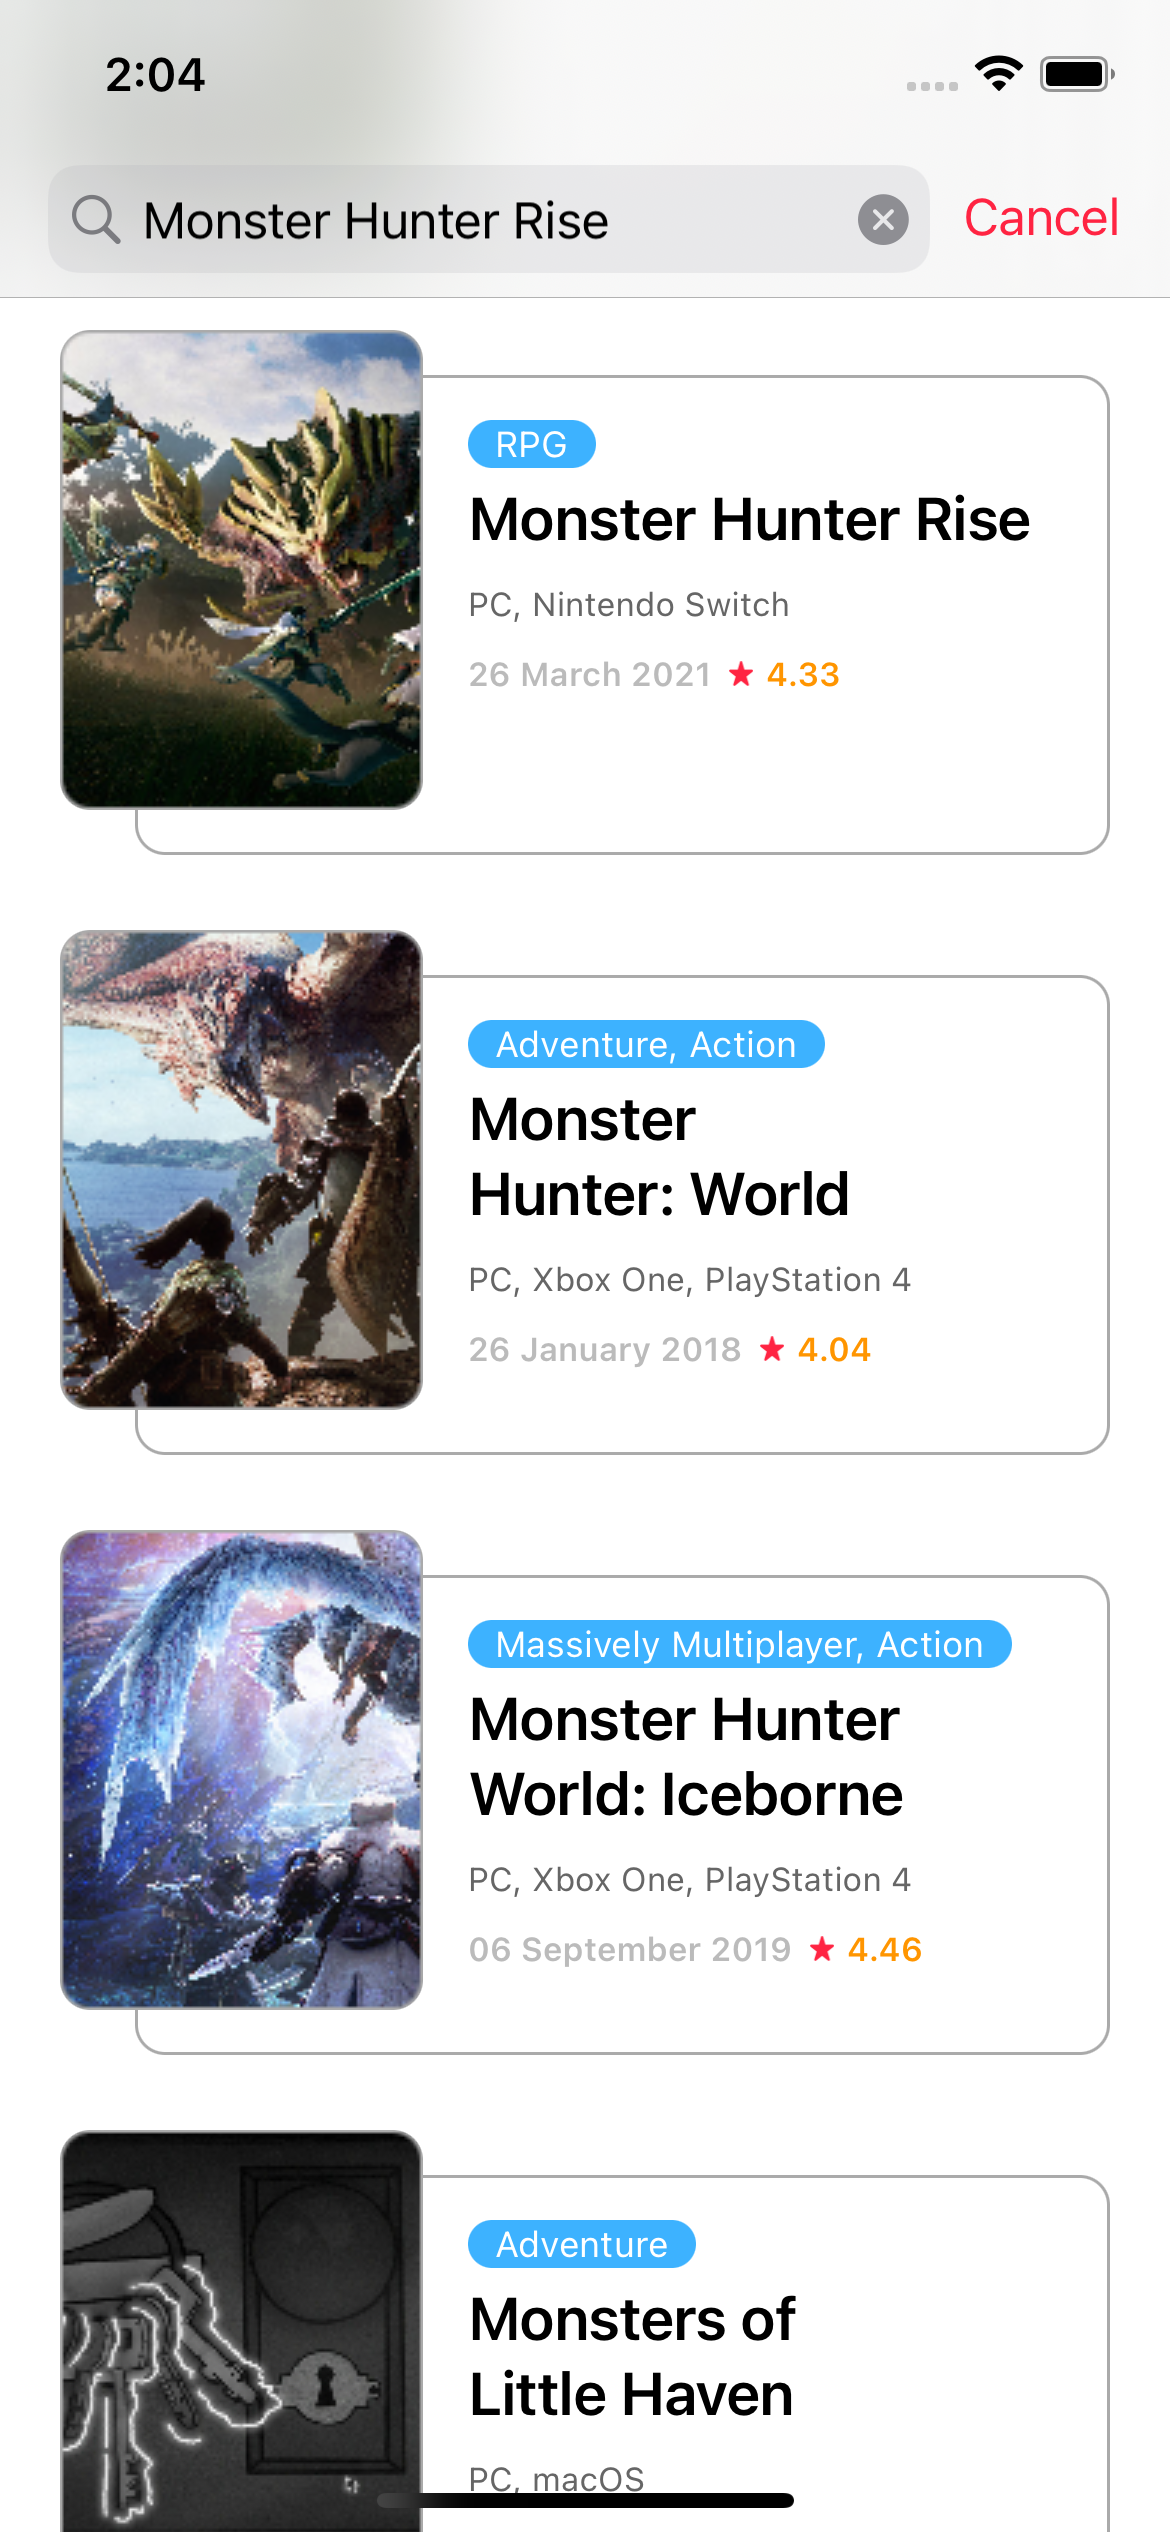 2:04
Monster Hunter Rise
Cancel
RPG
Monster Hunter Rise
PC, Nintendo Switch
26 March 2021 ★ 4.33
Adventure, Action
Monster
Hunter: World
PC, Xbox One, PlayStation 4
26 January 2018 ★ 4.04
Massively Multiplayer, Action
Monster Hunter
World: Iceborne
PC, Xbox One, PlayStation 4
06 September 2019 ★ 4.46
Adventure
Monsters of
Little Haven
PC, macOS